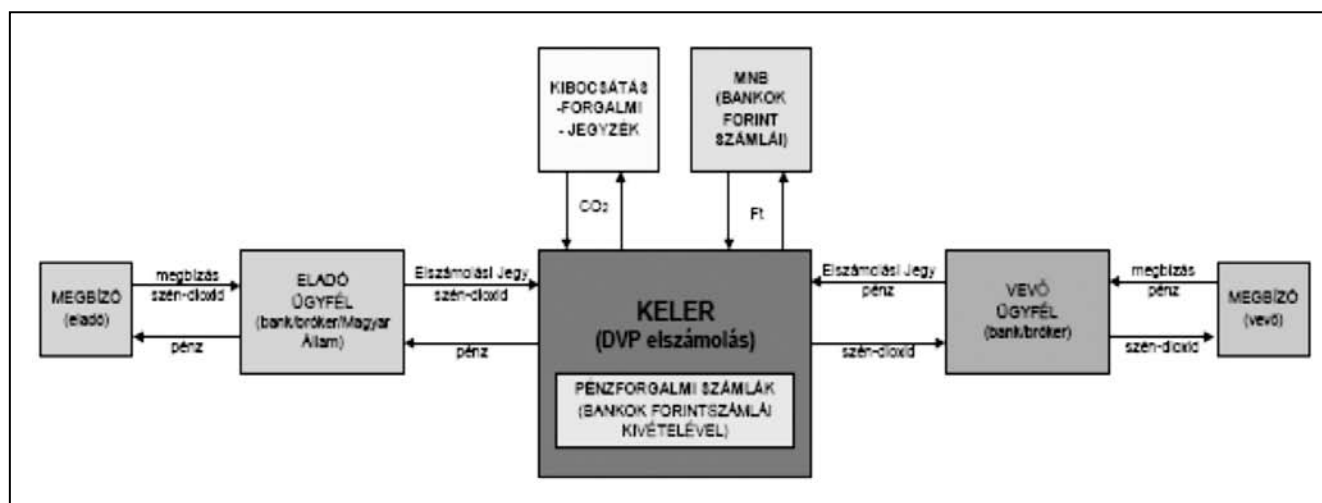 KIBOCSÁTÁS
-FORGALMI
- JEGYZÉK
MNB
(BANKOK
FORINT
SZÁMLÁI)
CO2
Ft
MEGBÍZÓ
(eladó)
megbízás
szén-dioxid
pénz
ELADÓ
ÜGYFÉL
(bank/bróker/Magyar
Állam)
Elszámolási Jegy
szén-dioxid
pénz
KELER
(DVP elszámolás)
PÉNZFORGALMI SZÁMLÁK
(BANKOK FORINTSZÁMLÁI
KIVÉTELÉVEL)
Elszámolási Jegy
pénz
szén-dioxid
VEVŐ
ÜGYFÉL
(bank/bróker)
megbízás
pénz
szén-dioxid
MEGBÍZÓ
(vevő)